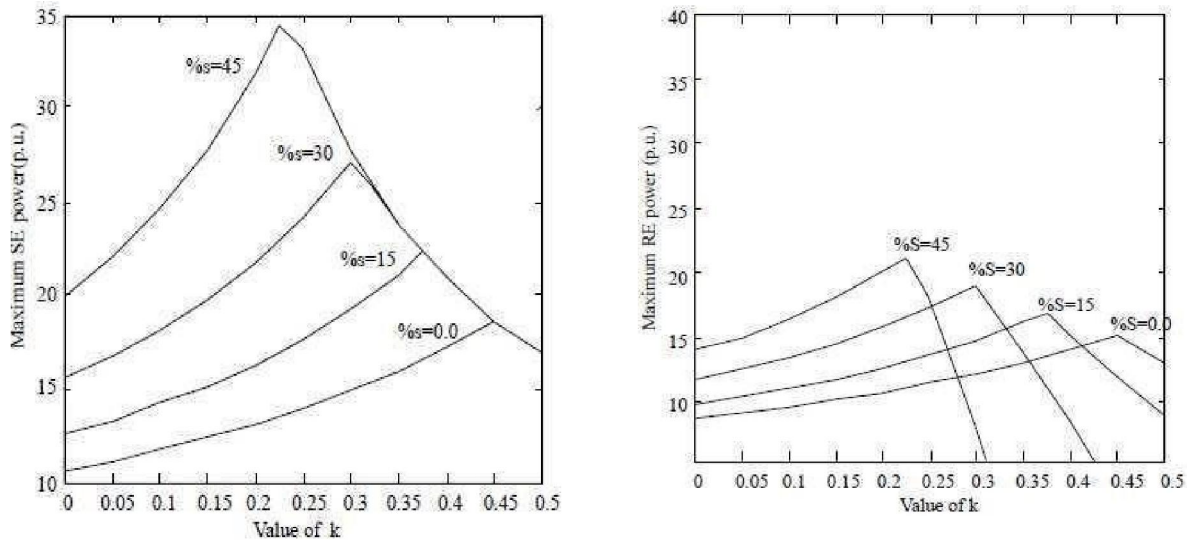 35
30
25
20
15
10
Maximum SE power(p.u.)
%s=45
%s=30
%s=15
%s=0.0
0 0.05 0.1 0.15 0.2 0.25 0.3 0.35 0.4 0.45 0.5
Value of k
40
35
30
25
20
15
10
Maximum RE power (p.u.)
%S=45
%S=30
%S=15
%S=0.0
0 0.05 0.1 0.15 0.2 0.25 0.3 0.35 0.4 0.45 0.5
Value of k